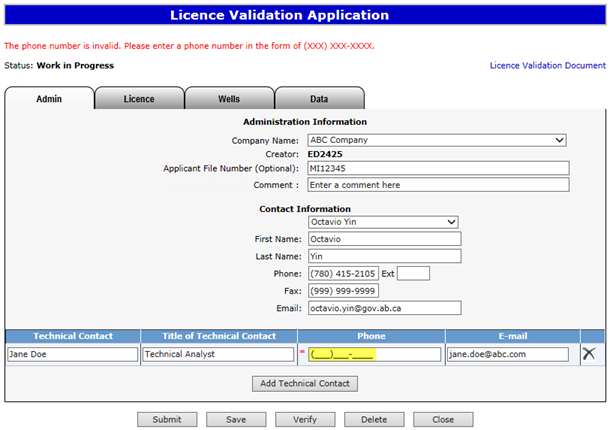 Licence Validation Application
The phone number is invalid. Please enter a phone number in the form of (XXX) XXX-XXXX.
Status: Work in Progress Licence Validation Document
Admin Licence Wells Data
Administration Information
Company Name: ABC Company
Creator: ED2425
Applicant File Number (Optional): MI12345
Comment : Enter a comment here
Contact Information
Octavio Yin
First Name: Octavio
Last Name: Yin
Phone: (780) 415-2105 Ext
Fax: (999) 999-9999
Email: octavio.yin@gov.ab.ca
Technical Contact Title of Technical Contact Phone E-mail
Jane Doe Technical Analyst * (___)___-____ jane.doe@abc.com
Add Technical Contact
Submit Save Verify Delete Close